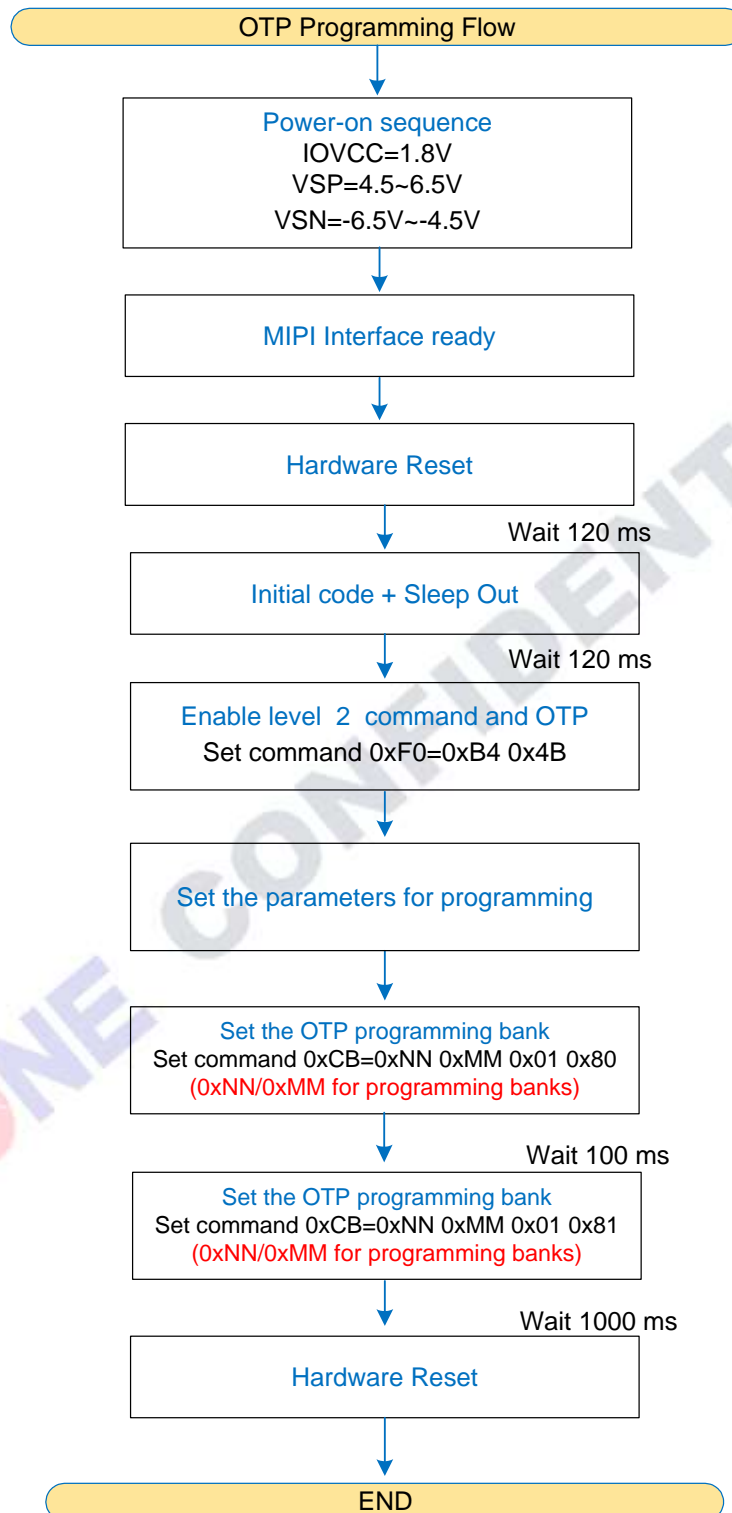 OTP Programming Flow
Power-on sequence
IOVCC=1.8V
VSP=4.5~6.5V
VSN=-6.5V~-4.5V
MIPI Interface ready
Hardware Reset
Wait 120 ms
Initial code + Sleep Out
Wait 120 ms
Enable level 2 command and OTP
Set command 0xF0=0xB4 0x4B
Set the parameters for programming
Set the OTP programming bank
Set command 0xCB=0xNN 0xMM 0x01 0x80
(0xNN/0xMM for programming banks)
Wait 100 ms
Set the OTP programming bank
Set command 0xCB=0xNN 0xMM 0x01 0x81
(0xNN/0xMM for programming banks)
Wait 1000 ms
Hardware Reset
END